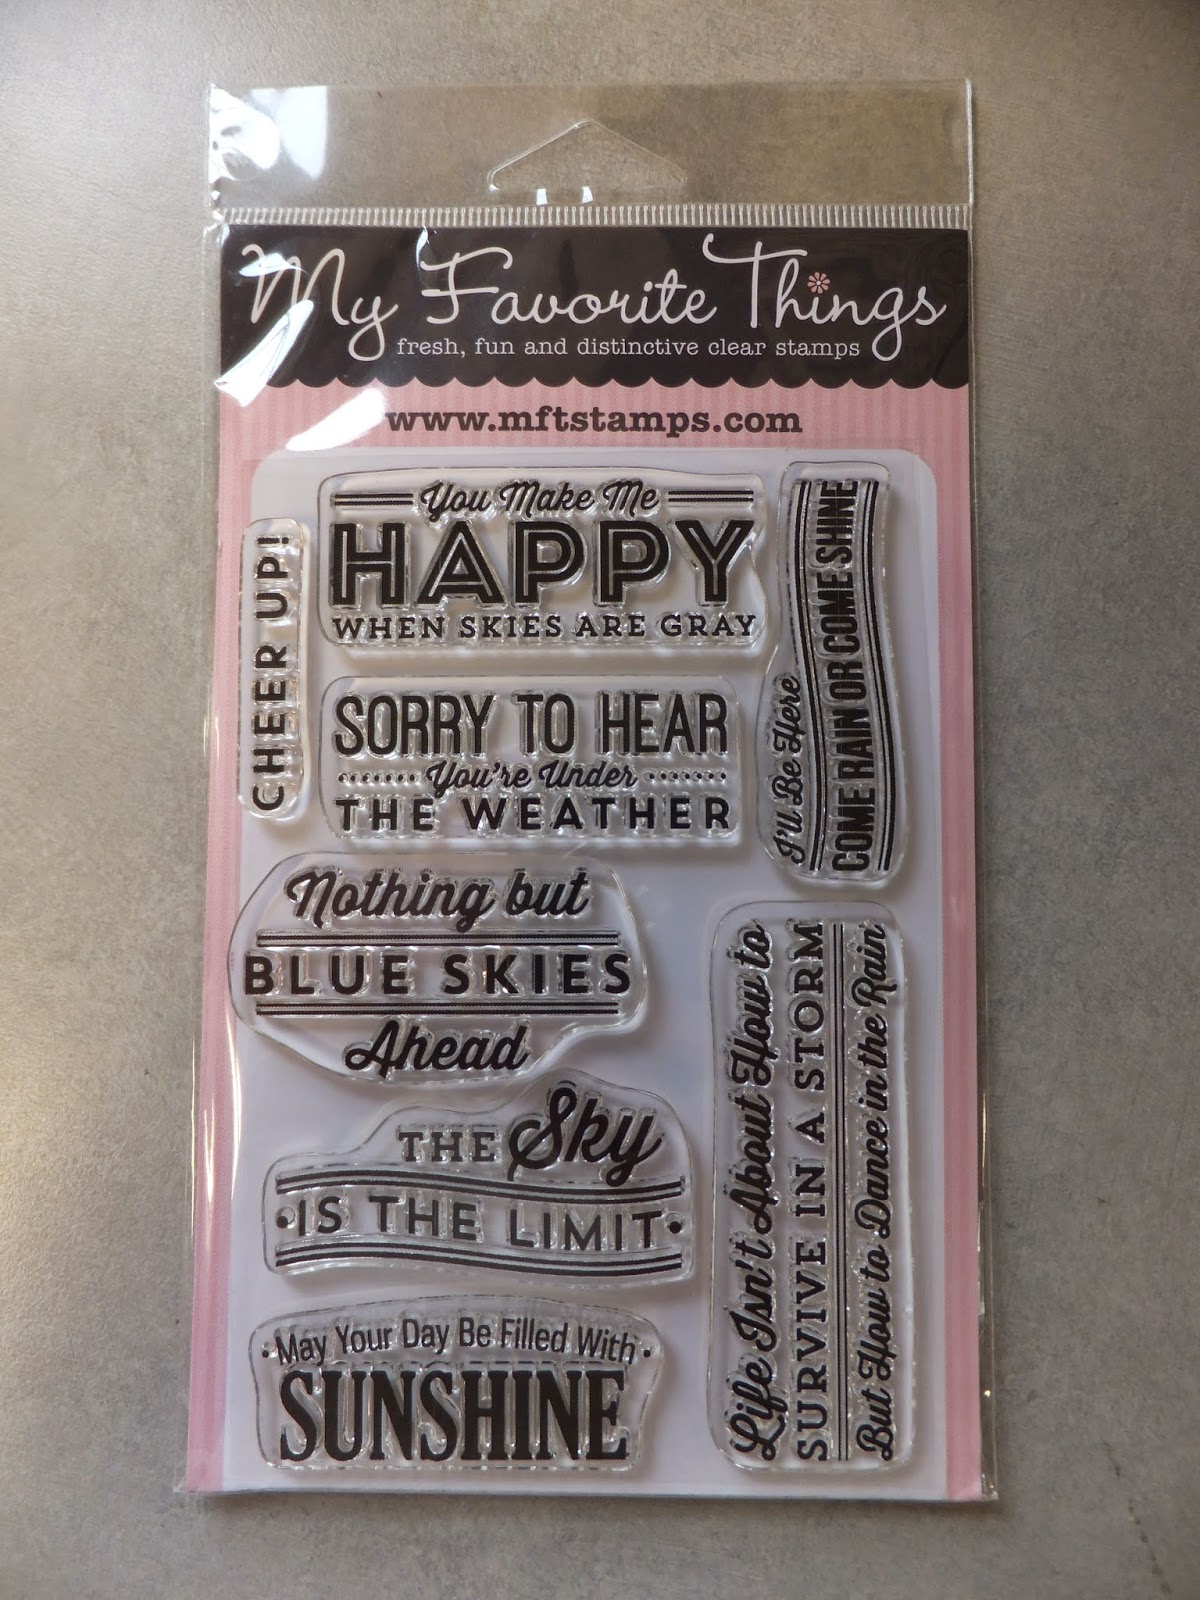 My Favorite Things
fresh, fun and distinctive clear stamps
www.mftstamps.com
CHEER UP!
You Make Me
HAPPY
WHEN SKIES ARE GRAY
I'll Be Here
COME RAIN OR COME SHINE
SORRY TO HEAR
You're Under
THE WEATHER
Nothing but
BLUE SKIES
Ahead
Life Isn't About How to
SURVIVE IN A STORM
But How to Dance in the Rain
THE Sky
IS THE LIMIT
May Your Day Be Filled With
SUNSHINE